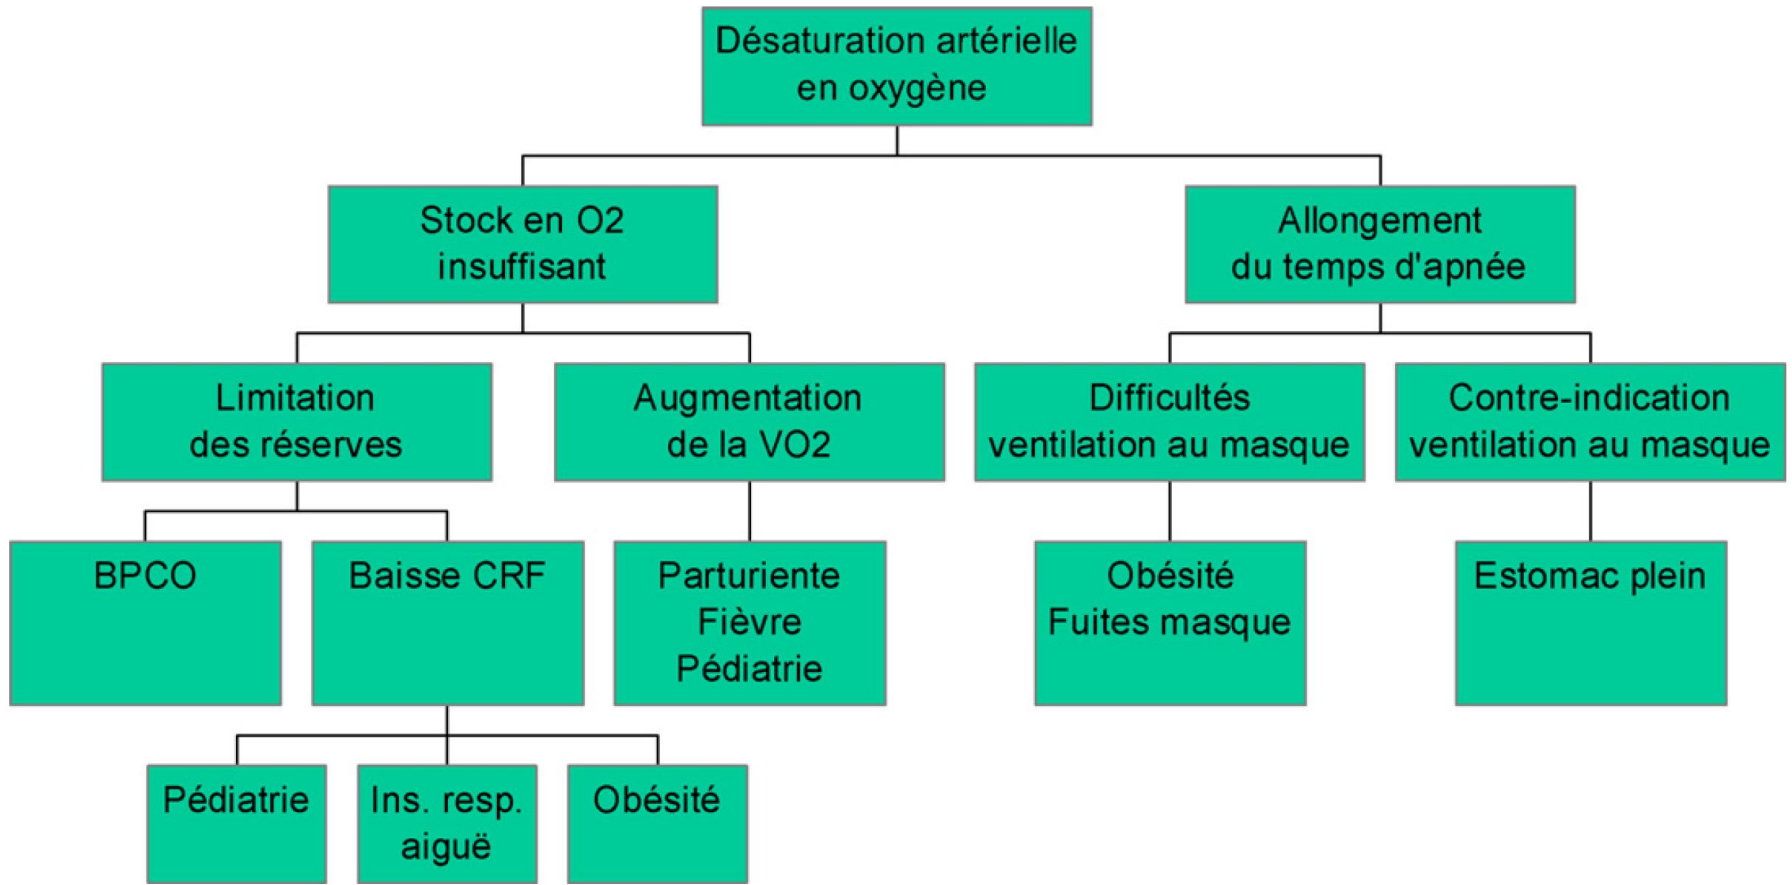 Désaturation artérielle
en oxygène
Stock en O2
insuffisant
Allongement
du temps d'apnée
Limitation
des réserves
Augmentation
de la VO2
Difficultés
ventilation au masque
Contre-indication
ventilation au masque
BPCO
Baisse CRF
Parturiente
Fièvre
Pédiatrie
Obésité
Fuites masque
Estomac plein
Pédiatrie
Ins. resp.
aiguë
Obésité